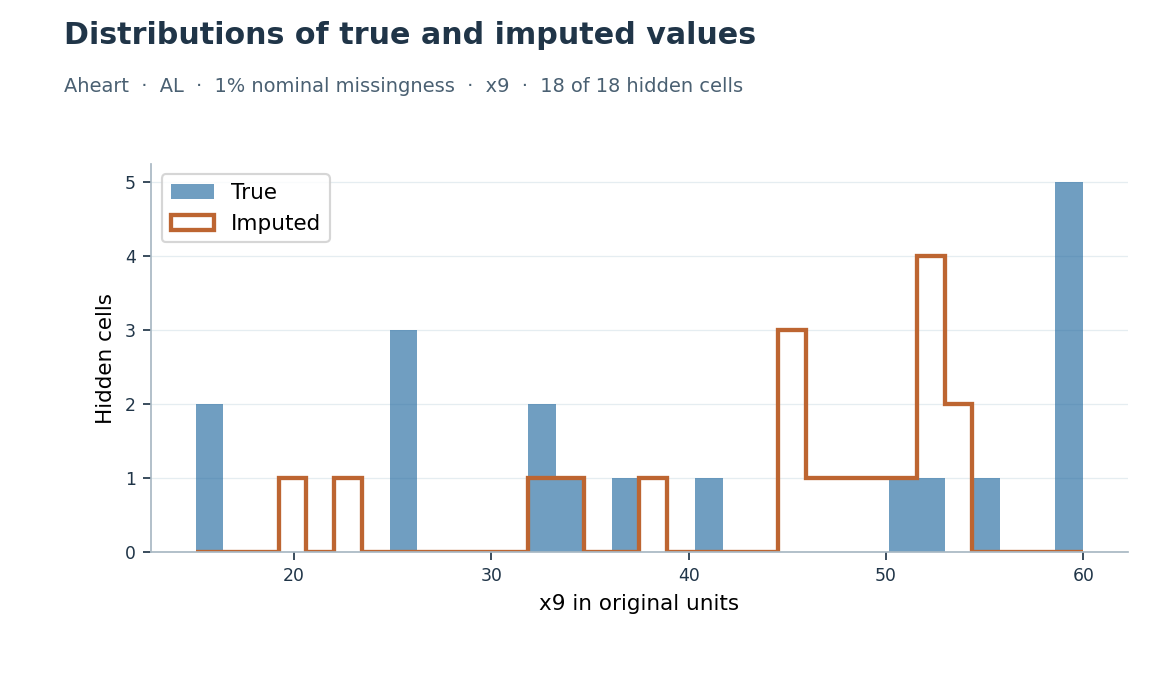 Distributions of true and imputed values
Aheart · AL · 1% nominal missingness · x9 · 18 of 18 hidden cells
True
Imputed
Hidden cells
5
4
3
2
1
0
20 30 40 50 60
x9 in original units